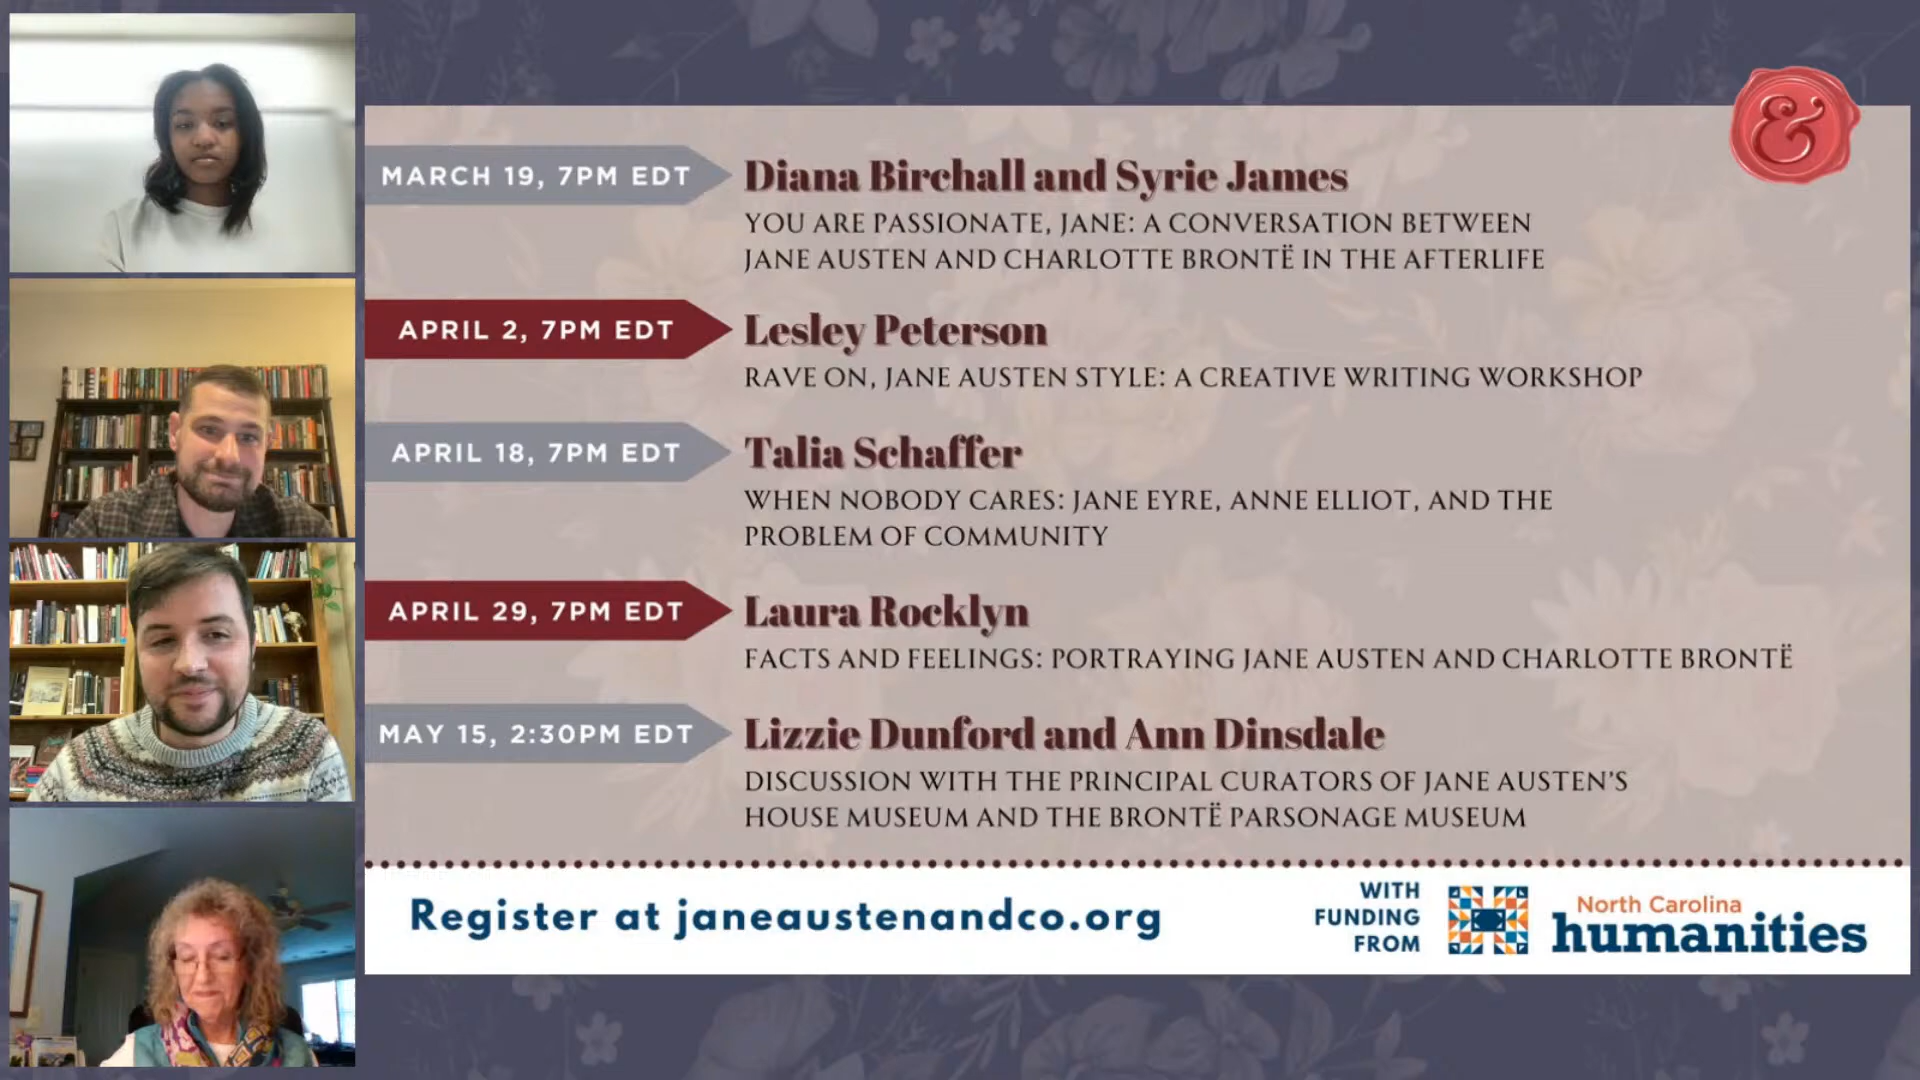 &
MARCH 19, 7PM EDT
Diana Birchall and Syrie James
YOU ARE PASSIONATE, JANE: A CONVERSATION BETWEEN
JANE AUSTEN AND CHARLOTTE BRONTË IN THE AFTERLIFE
APRIL 2, 7PM EDT
Lesley Peterson
RAVE ON, JANE AUSTEN STYLE: A CREATIVE WRITING WORKSHOP
APRIL 18, 7PM EDT
Talia Schaffer
WHEN NOBODY CARES: JANE EYRE, ANNE ELLIOT, AND THE
PROBLEM OF COMMUNITY
APRIL 29, 7PM EDT
Laura Rocklyn
FACTS AND FEELINGS: PORTRAYING JANE AUSTEN AND CHARLOTTE BRONTË
MAY 15, 2:30PM EDT
Lizzie Dunford and Ann Dinsdale
DISCUSSION WITH THE PRINCIPAL CURATORS OF JANE AUSTEN'S
HOUSE MUSEUM AND THE BRONTË PARSONAGE MUSEUM
Register at janeaustenandco.org
WITH
FUNDING
FROM
North Carolina
humanities